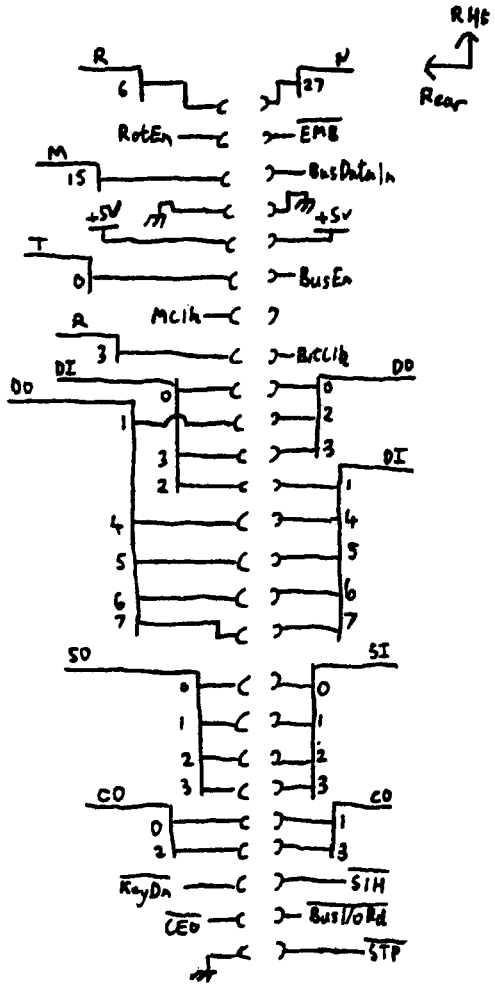 RHS
Rear
R N
6 27
RotEn EMB
M BusDataIn
15
+5V +5V
T
0 BusEn
MClk
R
3 BitClk
DI DO
DO 0 0
1 2
3 3
2 DI
1
4 4
5 5
6 6
7 7
SO SI
0 0
1 1
2 2
3 3
CO CO
0 1
2 3
KeyDn SIH
CEO BusI/ORd
STP